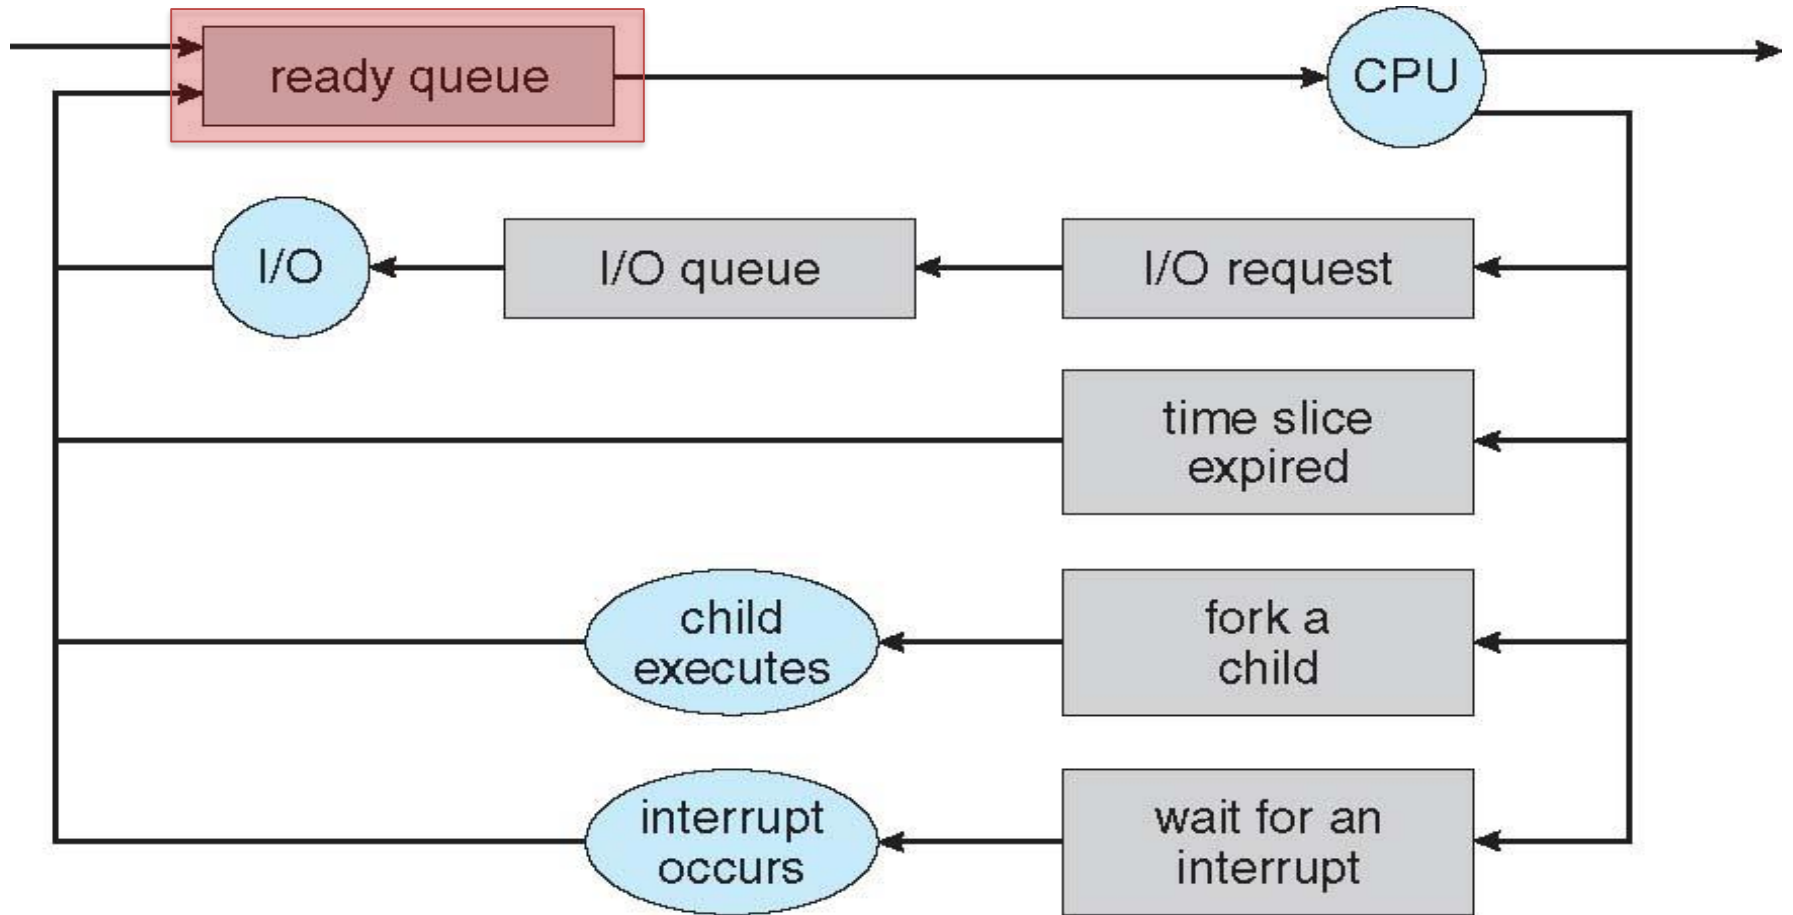 ready queue
CPU
I/O
I/O queue
I/O request
time slice
expired
child
executes
fork a
child
interrupt
occurs
wait for an
interrupt